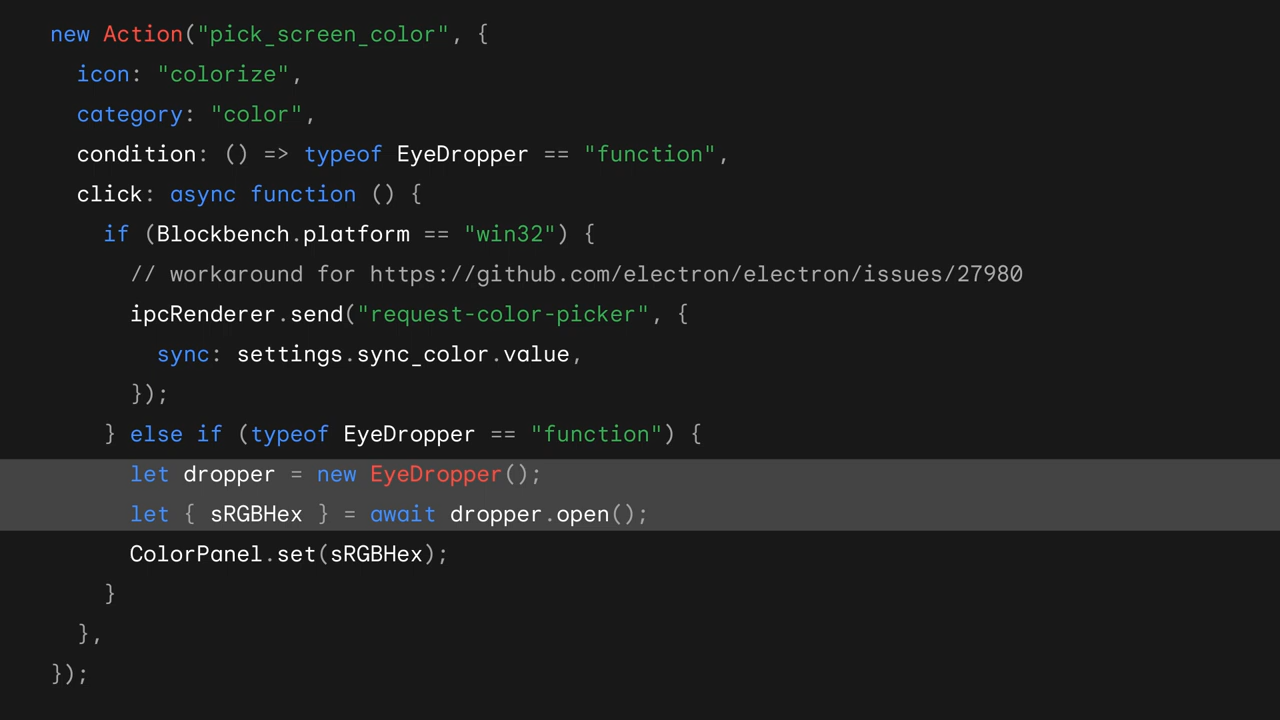 new Action("pick_screen_color", {
  icon: "colorize",
  category: "color",
  condition: () => typeof EyeDropper == "function",
  click: async function () {
    if (Blockbench.platform == "win32") {
      // workaround for https://github.com/electron/electron/issues/27980
      ipcRenderer.send("request-color-picker", {
        sync: settings.sync_color.value,
      });
    } else if (typeof EyeDropper == "function") {
      let dropper = new EyeDropper();
      let { sRGBHex } = await dropper.open();
      ColorPanel.set(sRGBHex);
    }
  },
});